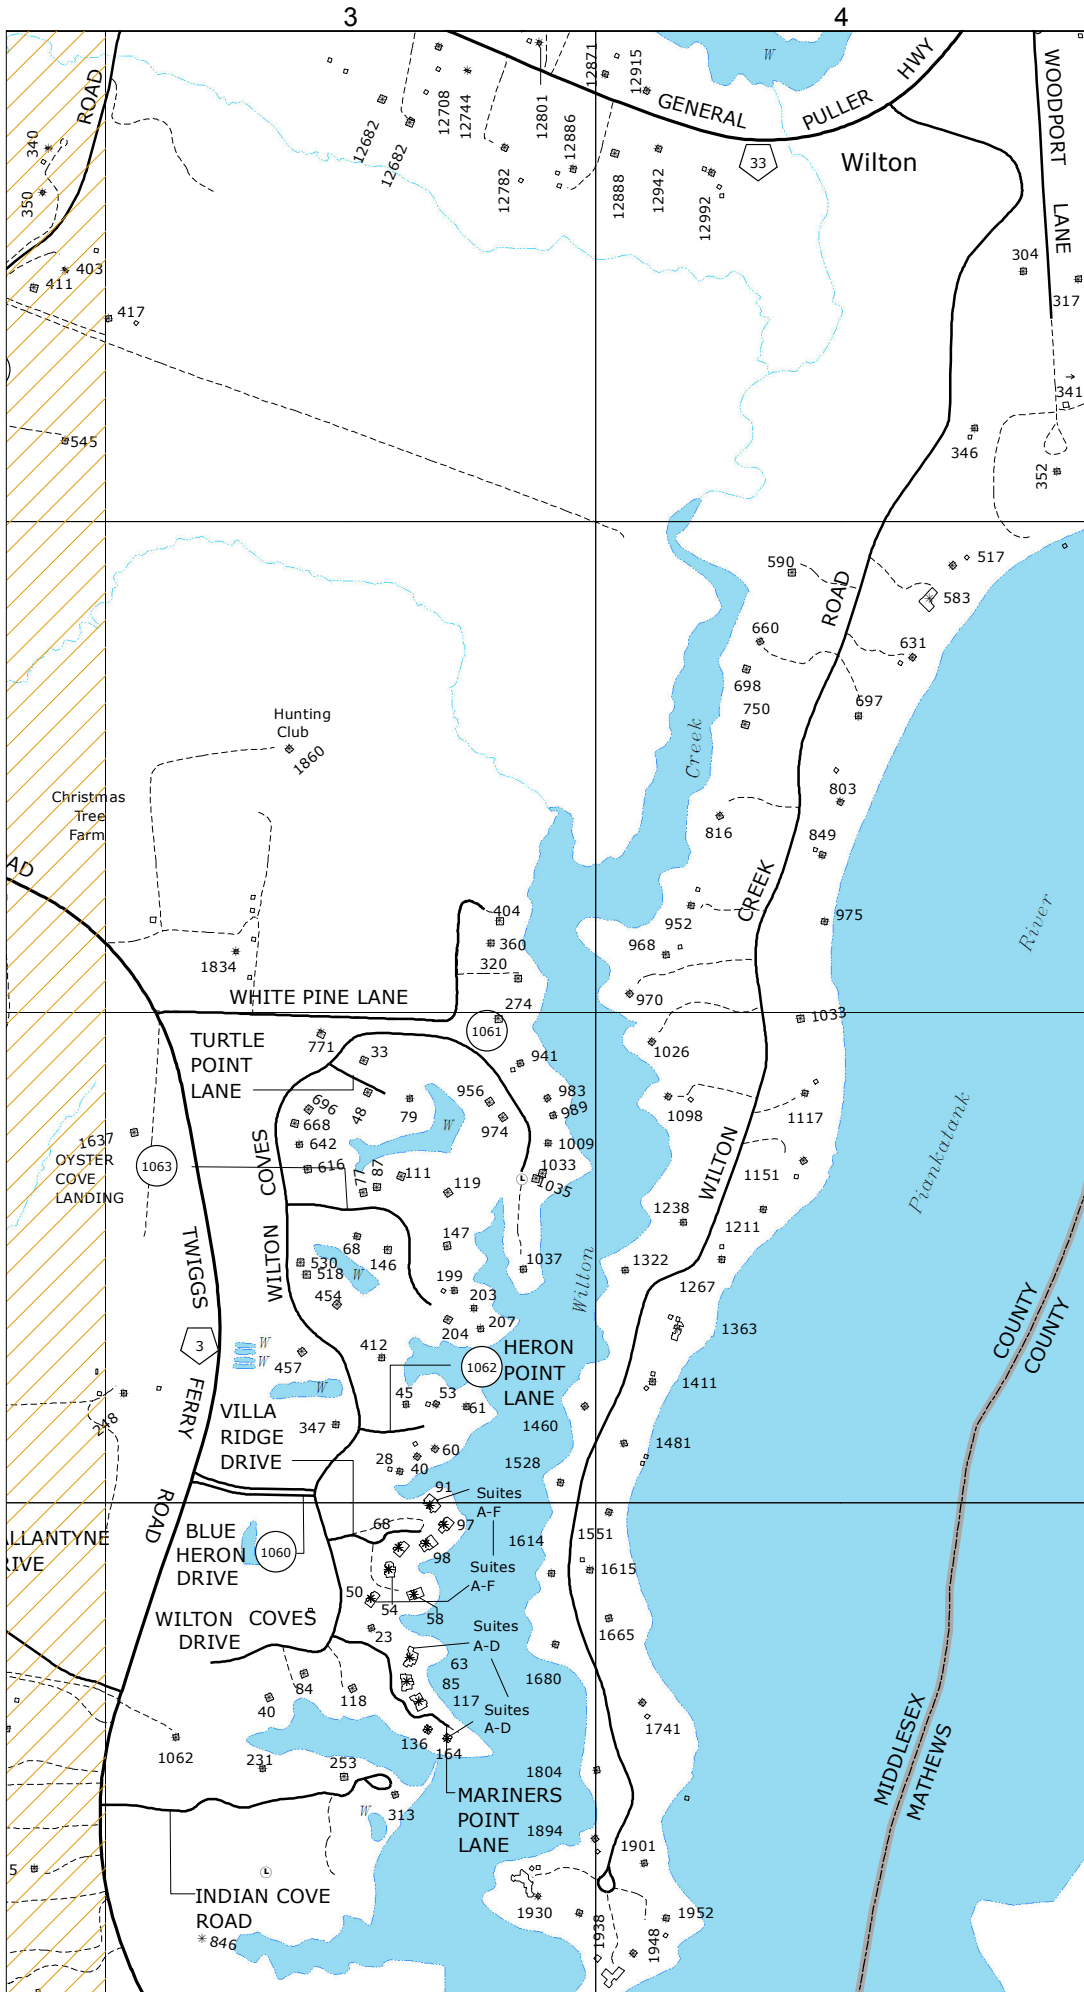 3
4
ROAD
340
350
403
411
417
545
12682
12682
12708
12744
12801
12782
12886
12871
12915
12888
12942
12992
W
GENERAL PULLER HWY
33
Wilton
WOODPORT LANE
304
317
341
346
352
590
517
583
660
631
698
697
750
ROAD
Creek
Hunting
Club
1860
Christmas
Tree
Farm
803
816
849
AD
CREEK
952
975
River
404
360
968
320
1834
970
WHITE PINE LANE
274
1033
1061
TURTLE
POINT
LANE
771
33
941
1026
696
48
79
956
983
668
W
974
989
1098
1117
1637
OYSTER
COVE
LANDING
1063
642
1009
Piankatank
COVES
616
77
87
111
1033
1035
119
WILTON
1151
1238
1211
TWIGGS
WILTON
68
147
146
530
518
W
1037
1322
454
199
1267
Wilton
203
204
207
3
W
W
457
412
HERON
POINT
LANE
1062
1363
COUNTY
COUNTY
W
45
53
61
1411
FERRY
248
VILLA
RIDGE
DRIVE
347
1460
28
60
40
1481
1528
91
Suites
A-F
ROAD
ALLANTYNE
RIVE
BLUE
HERON
DRIVE
1060
68
97
1551
1614
98
Suites
A-F
1615
50
54
58
WILTON COVES
DRIVE
23
Suites
A-D
1665
63
85
1680
84
118
117
Suites
A-D
40
1741
136
164
MIDDLESEX
MATHEWS
1062
231
253
1804
MARINERS
POINT
LANE
W
313
1894
1901
5
INDIAN COVE
ROAD
1930
1938
1952
1948
846